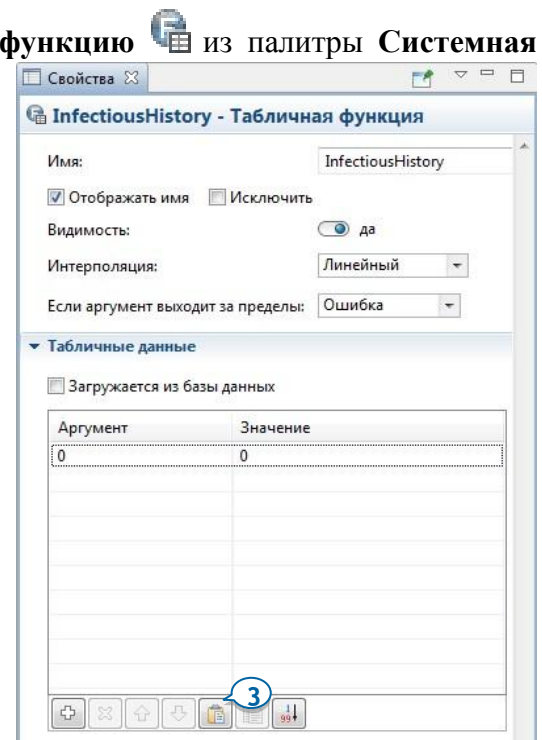 функцию из палитры Системная
Свойства
InfectiousHistory - Табличная функция
Имя: InfectiousHistory
Отображать имя Исключить
Видимость: да
Интерполяция: Линейный
Если аргумент выходит за пределы: Ошибка
Табличные данные
Загружается из базы данных
Аргумент Значение
0 0
3